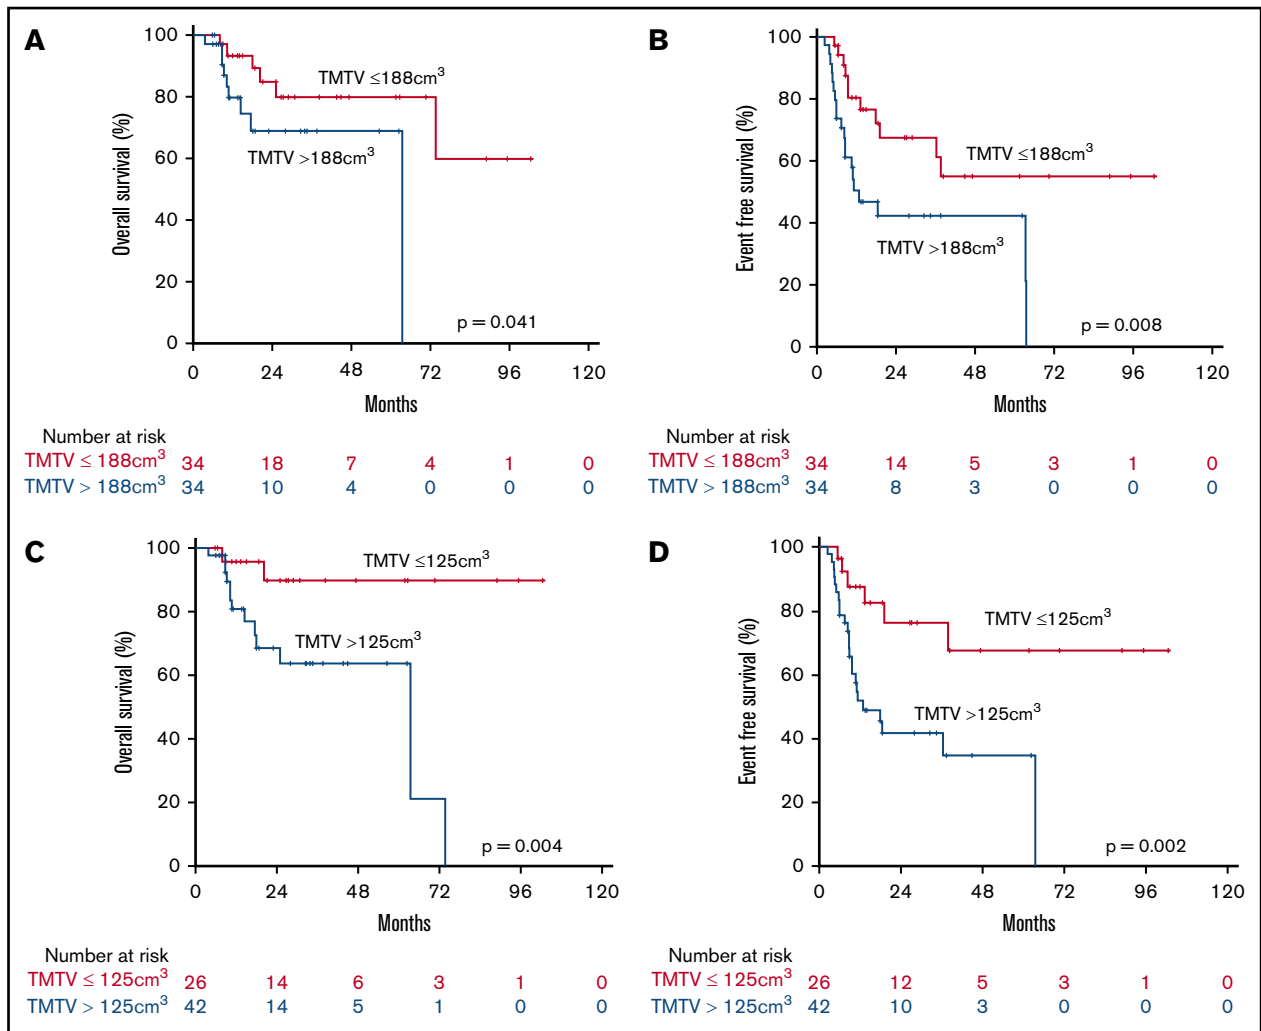 A
100
80
60
40
20
0
Overall survival (%)
TMTV ≤188cm³
TMTV >188cm³
p = 0.041
0 24 48 72 96 120
Months
Number at risk
TMTV ≤ 188cm³ 34 18 7 4 1 0
TMTV > 188cm³ 34 10 4 0 0 0
B
100
80
60
40
20
0
Event free survival (%)
TMTV ≤188cm³
TMTV >188cm³
p = 0.008
0 24 48 72 96 120
Months
Number at risk
TMTV ≤ 188cm³ 34 14 5 3 1 0
TMTV > 188cm³ 34 8 3 0 0 0
C
100
80
60
40
20
0
Overall survival (%)
TMTV ≤125cm³
TMTV >125cm³
p = 0.004
0 24 48 72 96 120
Months
Number at risk
TMTV ≤ 125cm³ 26 14 6 3 1 0
TMTV > 125cm³ 42 14 5 1 0 0
D
100
80
60
40
20
0
Event free survival (%)
TMTV ≤125cm³
TMTV >125cm³
p = 0.002
0 24 48 72 96 120
Months
Number at risk
TMTV ≤ 125cm³ 26 12 5 3 1 0
TMTV > 125cm³ 42 10 3 0 0 0